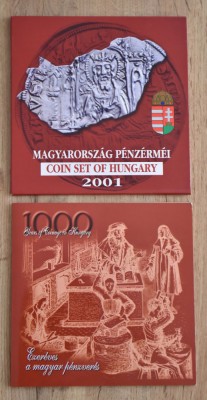 MAGYARORSZÁG PÉNZÉRMÉI
COIN SET OF HUNGARY
2001
1000
Years of Coinage in Hungary
Ezeréves
a magyar pénzverés